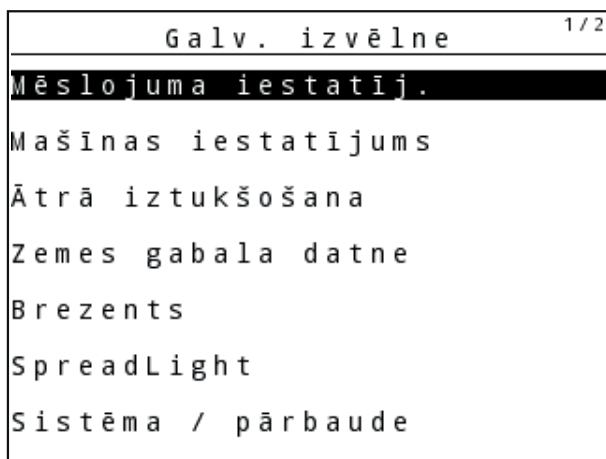 Galv. izvēlne 1/2
Mēslojuma iestatīj.
Mašīnas iestatījums
Ātrā iztukšošana
Zemes gabala datne
Brezents
SpreadLight
Sistēma / pārbaude